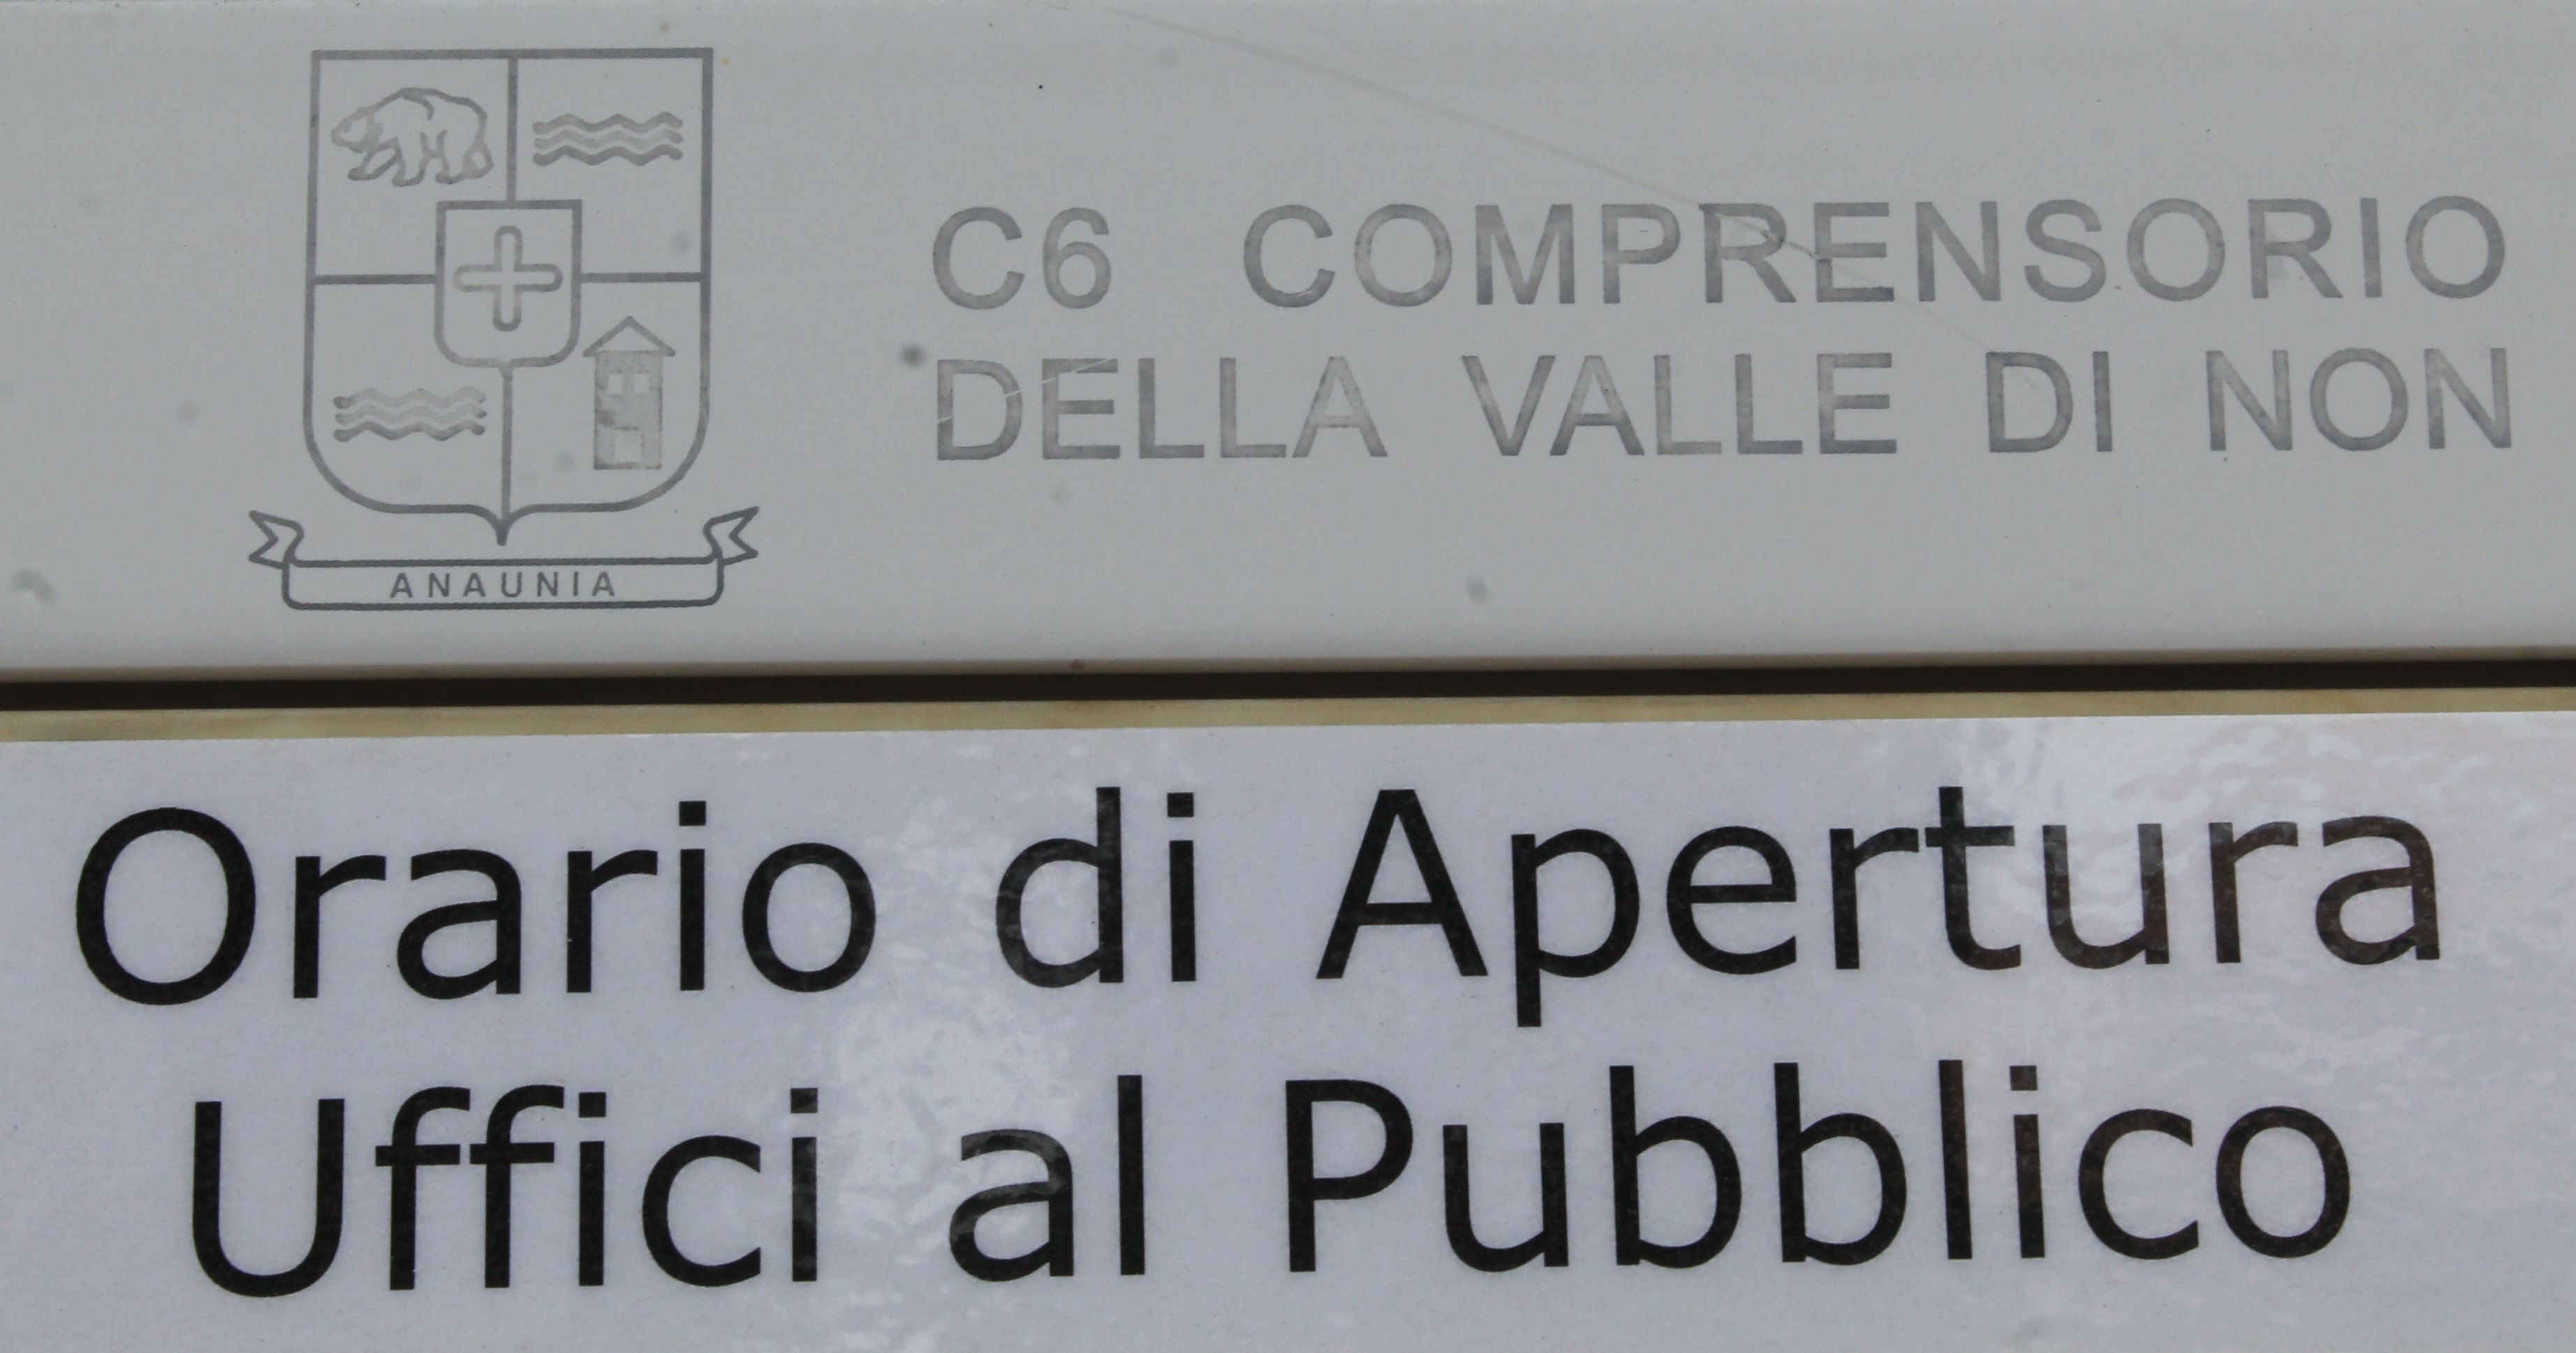 C6 COMPRENSORIO
DELLA VALLE DI NON
ANAUNIA
Orario di Apertura
Uffici al Pubblico